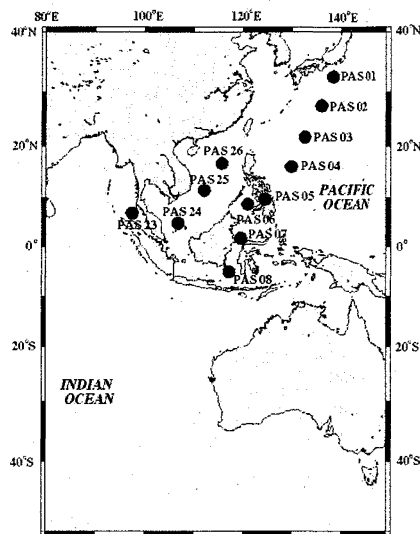 80°E 100°E 120°E 140°E
40°N 40°N
PAS 01
PAS 02
20°N PAS 26 PAS 03 20°N
PAS 25 PAS 04
PAS 24 PAS 05 PACIFIC
OCEAN
PAS 23 PAS 06
0° PAS 07 0°
PAS 08
20°S 20°S
INDIAN
OCEAN
40°S 40°S